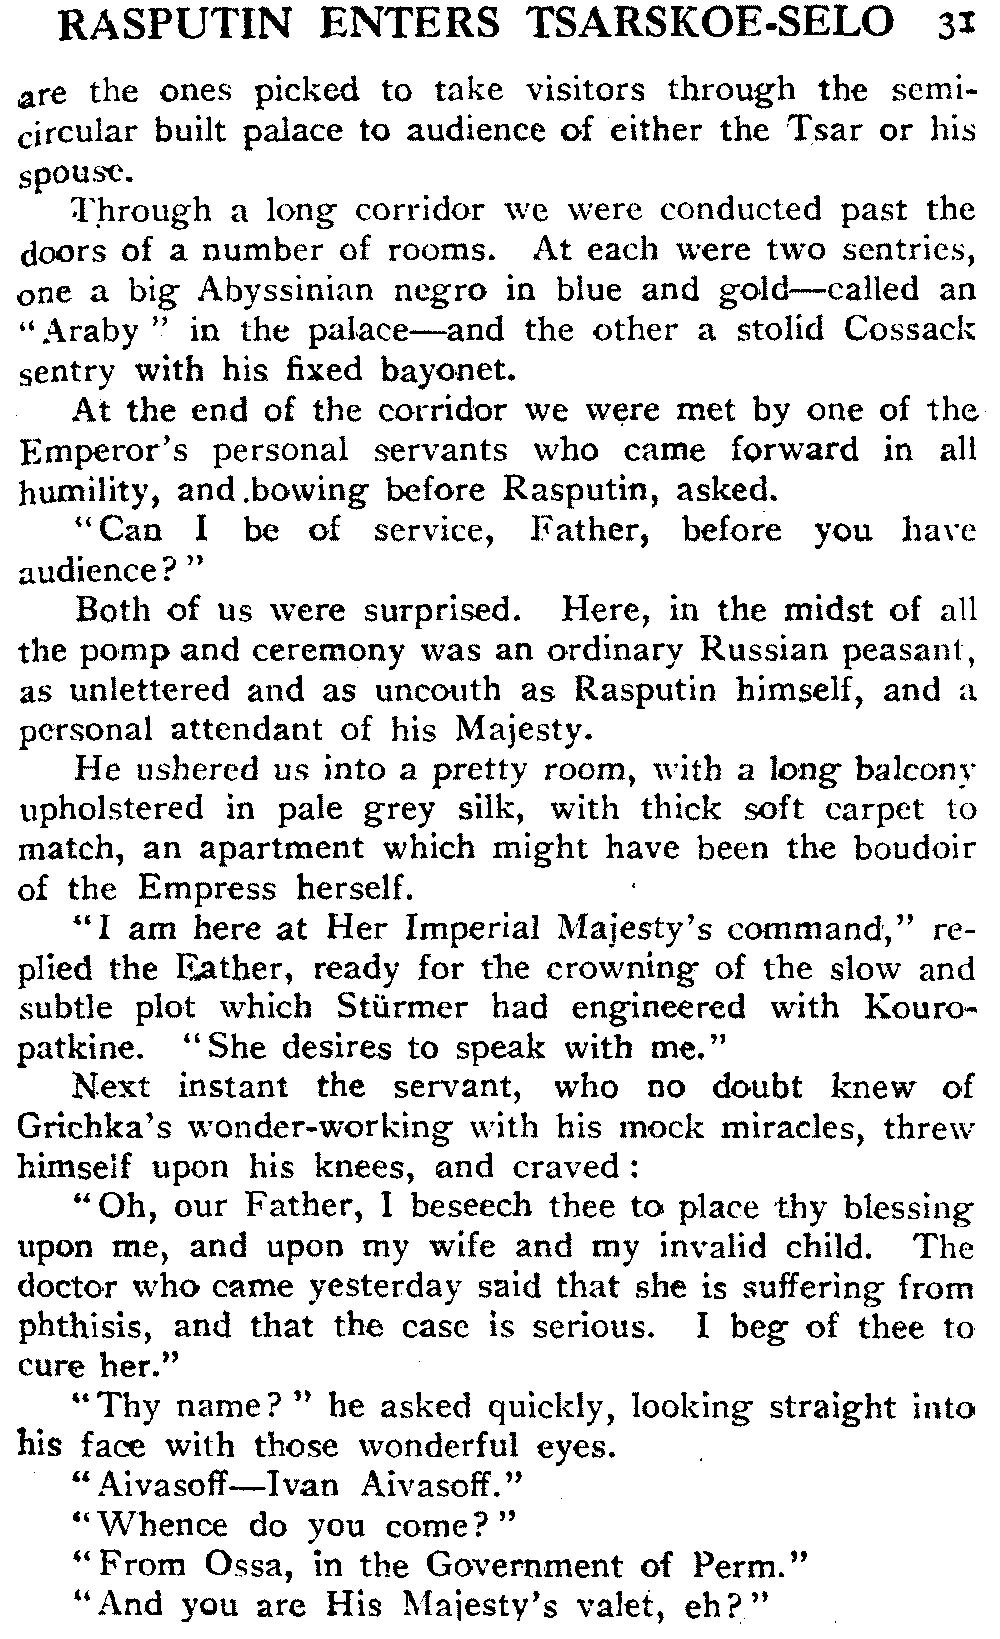 RASPUTIN ENTERS TSARSKOE-SELO 31
are the ones picked to take visitors through the semi-
circular built palace to audience of either the Tsar or his
spouse.
Through a long corridor we were conducted past the
doors of a number of rooms. At each were two sentries,
one a big Abyssinian negro in blue and gold—called an
"Araby" in the palace—and the other a stolid Cossack
sentry with his fixed bayonet.
At the end of the corridor we were met by one of the
Emperor's personal servants who came forward in all
humility, and bowing before Rasputin, asked.
"Can I be of service, Father, before you have
audience?"
Both of us were surprised. Here, in the midst of all
the pomp and ceremony was an ordinary Russian peasant,
as unlettered and as uncouth as Rasputin himself, and a
personal attendant of his Majesty.
He ushered us into a pretty room, with a long balcony
upholstered in pale grey silk, with thick soft carpet to
match, an apartment which might have been the boudoir
of the Empress herself.
"I am here at Her Imperial Majesty's command," re-
plied the Father, ready for the crowning of the slow and
subtle plot which Stürmer had engineered with Kouro-
patkine. "She desires to speak with me."
Next instant the servant, who no doubt knew of
Grichka's wonder-working with his mock miracles, threw
himself upon his knees, and craved:
"Oh, our Father, I beseech thee to place thy blessing
upon me, and upon my wife and my invalid child. The
doctor who came yesterday said that she is suffering from
phthisis, and that the case is serious. I beg of thee to
cure her."
"Thy name?" he asked quickly, looking straight into
his face with those wonderful eyes.
"Aivasoff—Ivan Aivasoff."
"Whence do you come?"
"From Ossa, in the Government of Perm."
"And you are His Majesty's valet, eh?"